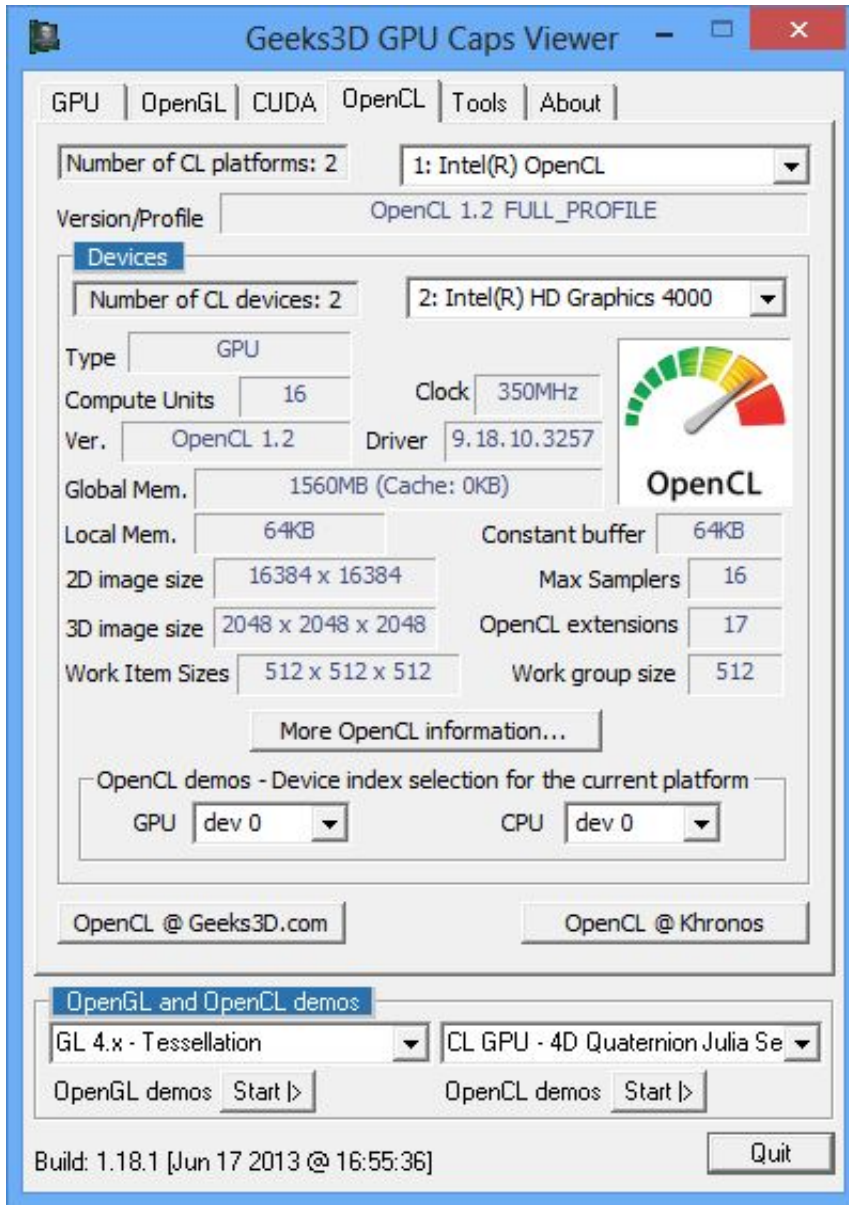 Geeks3D GPU Caps Viewer
GPU OpenGL CUDA OpenCL Tools About
Number of CL platforms: 2 1: Intel(R) OpenCL
Version/Profile OpenCL 1.2 FULL_PROFILE
Devices
Number of CL devices: 2 2: Intel(R) HD Graphics 4000
Type GPU
Compute Units 16 Clock 350MHz
Ver. OpenCL 1.2 Driver 9.18.10.3257
OpenCL
Global Mem. 1560MB (Cache: 0KB)
Local Mem. 64KB Constant buffer 64KB
2D image size 16384 x 16384 Max Samplers 16
3D image size 2048 x 2048 x 2048 OpenCL extensions 17
Work Item Sizes 512 x 512 x 512 Work group size 512
More OpenCL information...
OpenCL demos - Device index selection for the current platform
GPU dev 0 CPU dev 0
OpenCL @ Geeks3D.com OpenCL @ Khronos
OpenGL and OpenCL demos
GL 4.x - Tessellation CL GPU - 4D Quaternion Julia Se
OpenGL demos Start |> OpenCL demos Start |>
Build: 1.18.1 [Jun 17 2013 @ 16:55:36] Quit